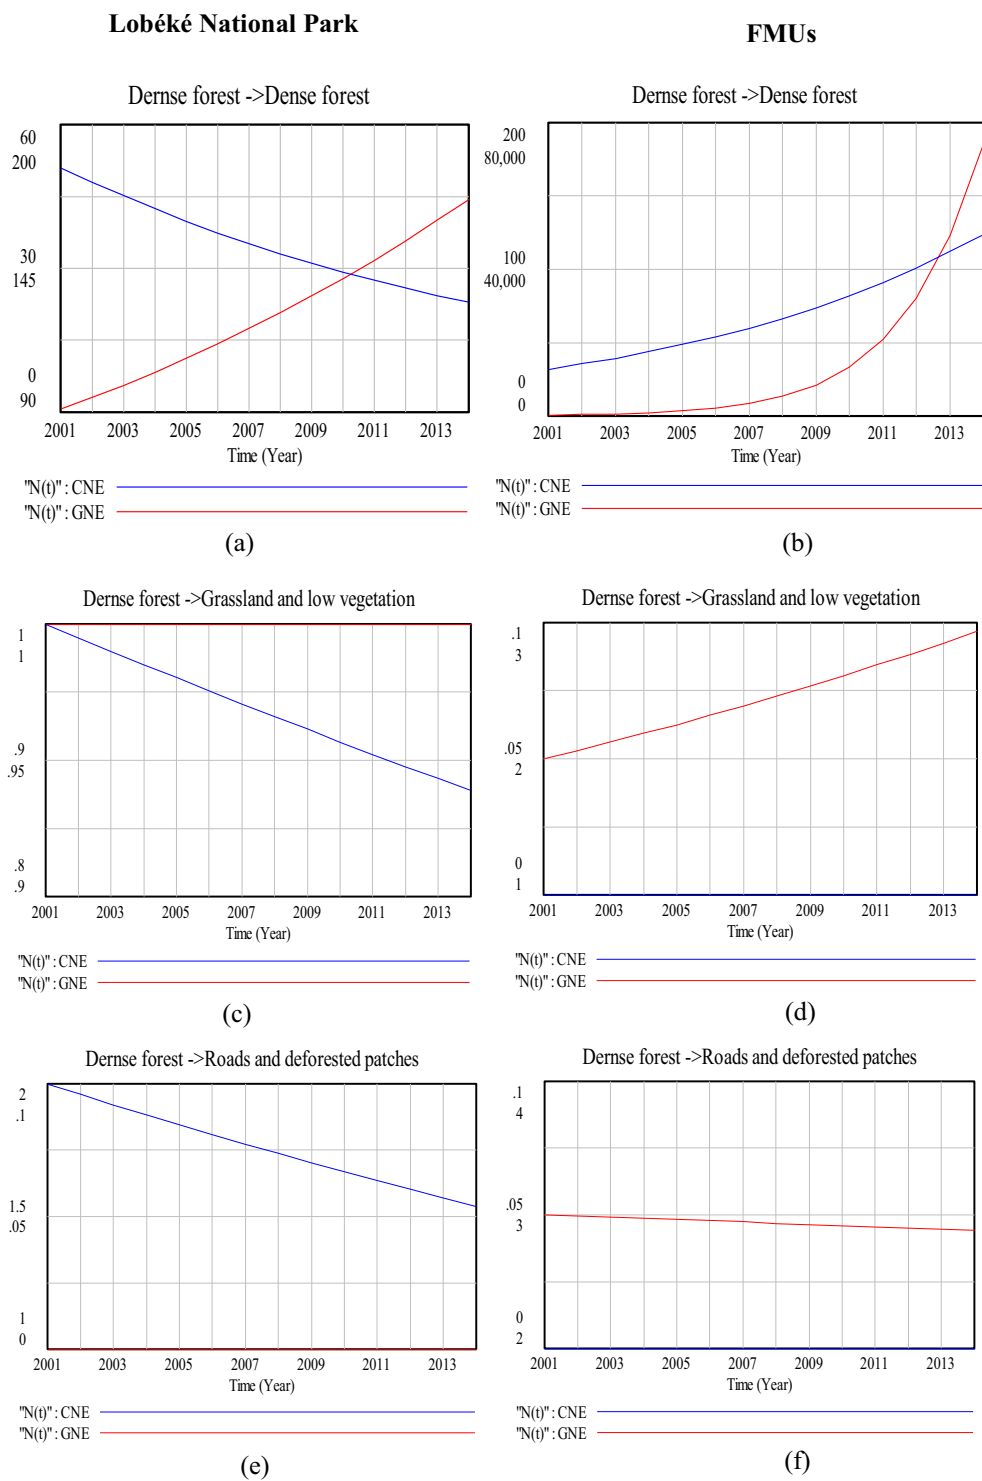 Lobéké National Park
FMUs
Dernse forest ->Dense forest
60
200
30
145
0
90
2001 2003 2005 2007 2009 2011 2013
Time (Year)
"N(t)" : CNE
"N(t)" : GNE
(a)
Dernse forest ->Dense forest
200
80,000
100
40,000
0
0
2001 2003 2005 2007 2009 2011 2013
Time (Year)
"N(t)" : CNE
"N(t)" : GNE
(b)
Dernse forest ->Grassland and low vegetation
1
1
.9
.95
.8
.9
2001 2003 2005 2007 2009 2011 2013
Time (Year)
"N(t)" : CNE
"N(t)" : GNE
(c)
Dernse forest ->Grassland and low vegetation
.1
3
.05
2
0
1
2001 2003 2005 2007 2009 2011 2013
Time (Year)
"N(t)" : CNE
"N(t)" : GNE
(d)
Dernse forest ->Roads and deforested patches
2
.1
1.5
.05
1
0
2001 2003 2005 2007 2009 2011 2013
Time (Year)
"N(t)" : CNE
"N(t)" : GNE
(e)
Dernse forest ->Roads and deforested patches
.1
4
.05
3
0
2
2001 2003 2005 2007 2009 2011 2013
Time (Year)
"N(t)" : CNE
"N(t)" : GNE
(f)